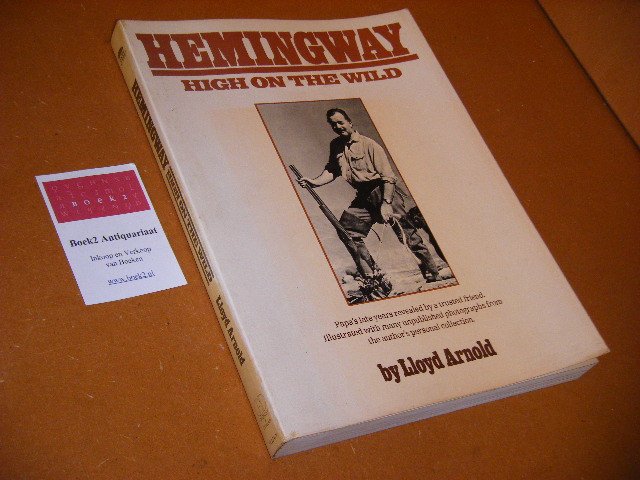 HEMINGWAY
HIGH ON THE WILD
Papa's late years revealed by a trusted friend.
Illustrated with many unpublished photographs from
the author's personal collection.
by Lloyd Arnold
HEMINGWAY HIGH ON THE WILD Lloyd Arnold
BOEK2
Boek2 Antiquariaat
Inkoop en Verkoop
van Boeken
www.boek2.nl